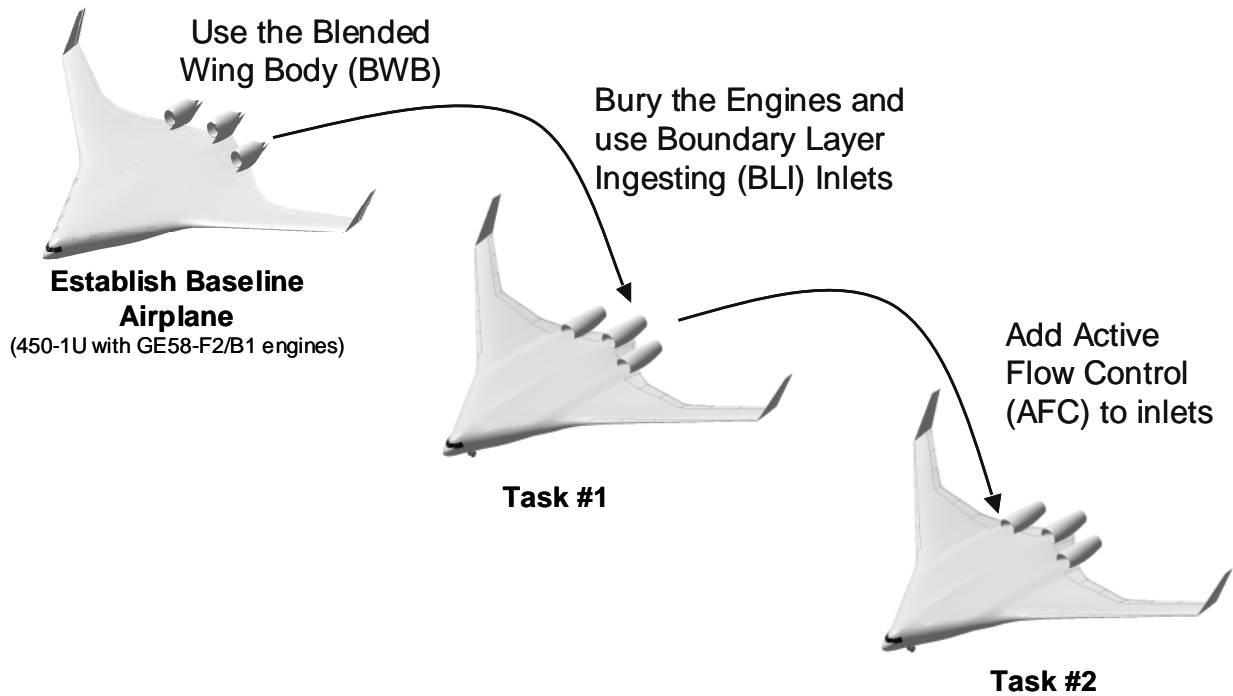 Use the Blended
Wing Body (BWB)
Bury the Engines and
use Boundary Layer
Ingesting (BLI) Inlets
Establish Baseline
Airplane
(450-1U with GE58-F2/B1 engines)
Add Active
Flow Control
(AFC) to inlets
Task #1
Task #2